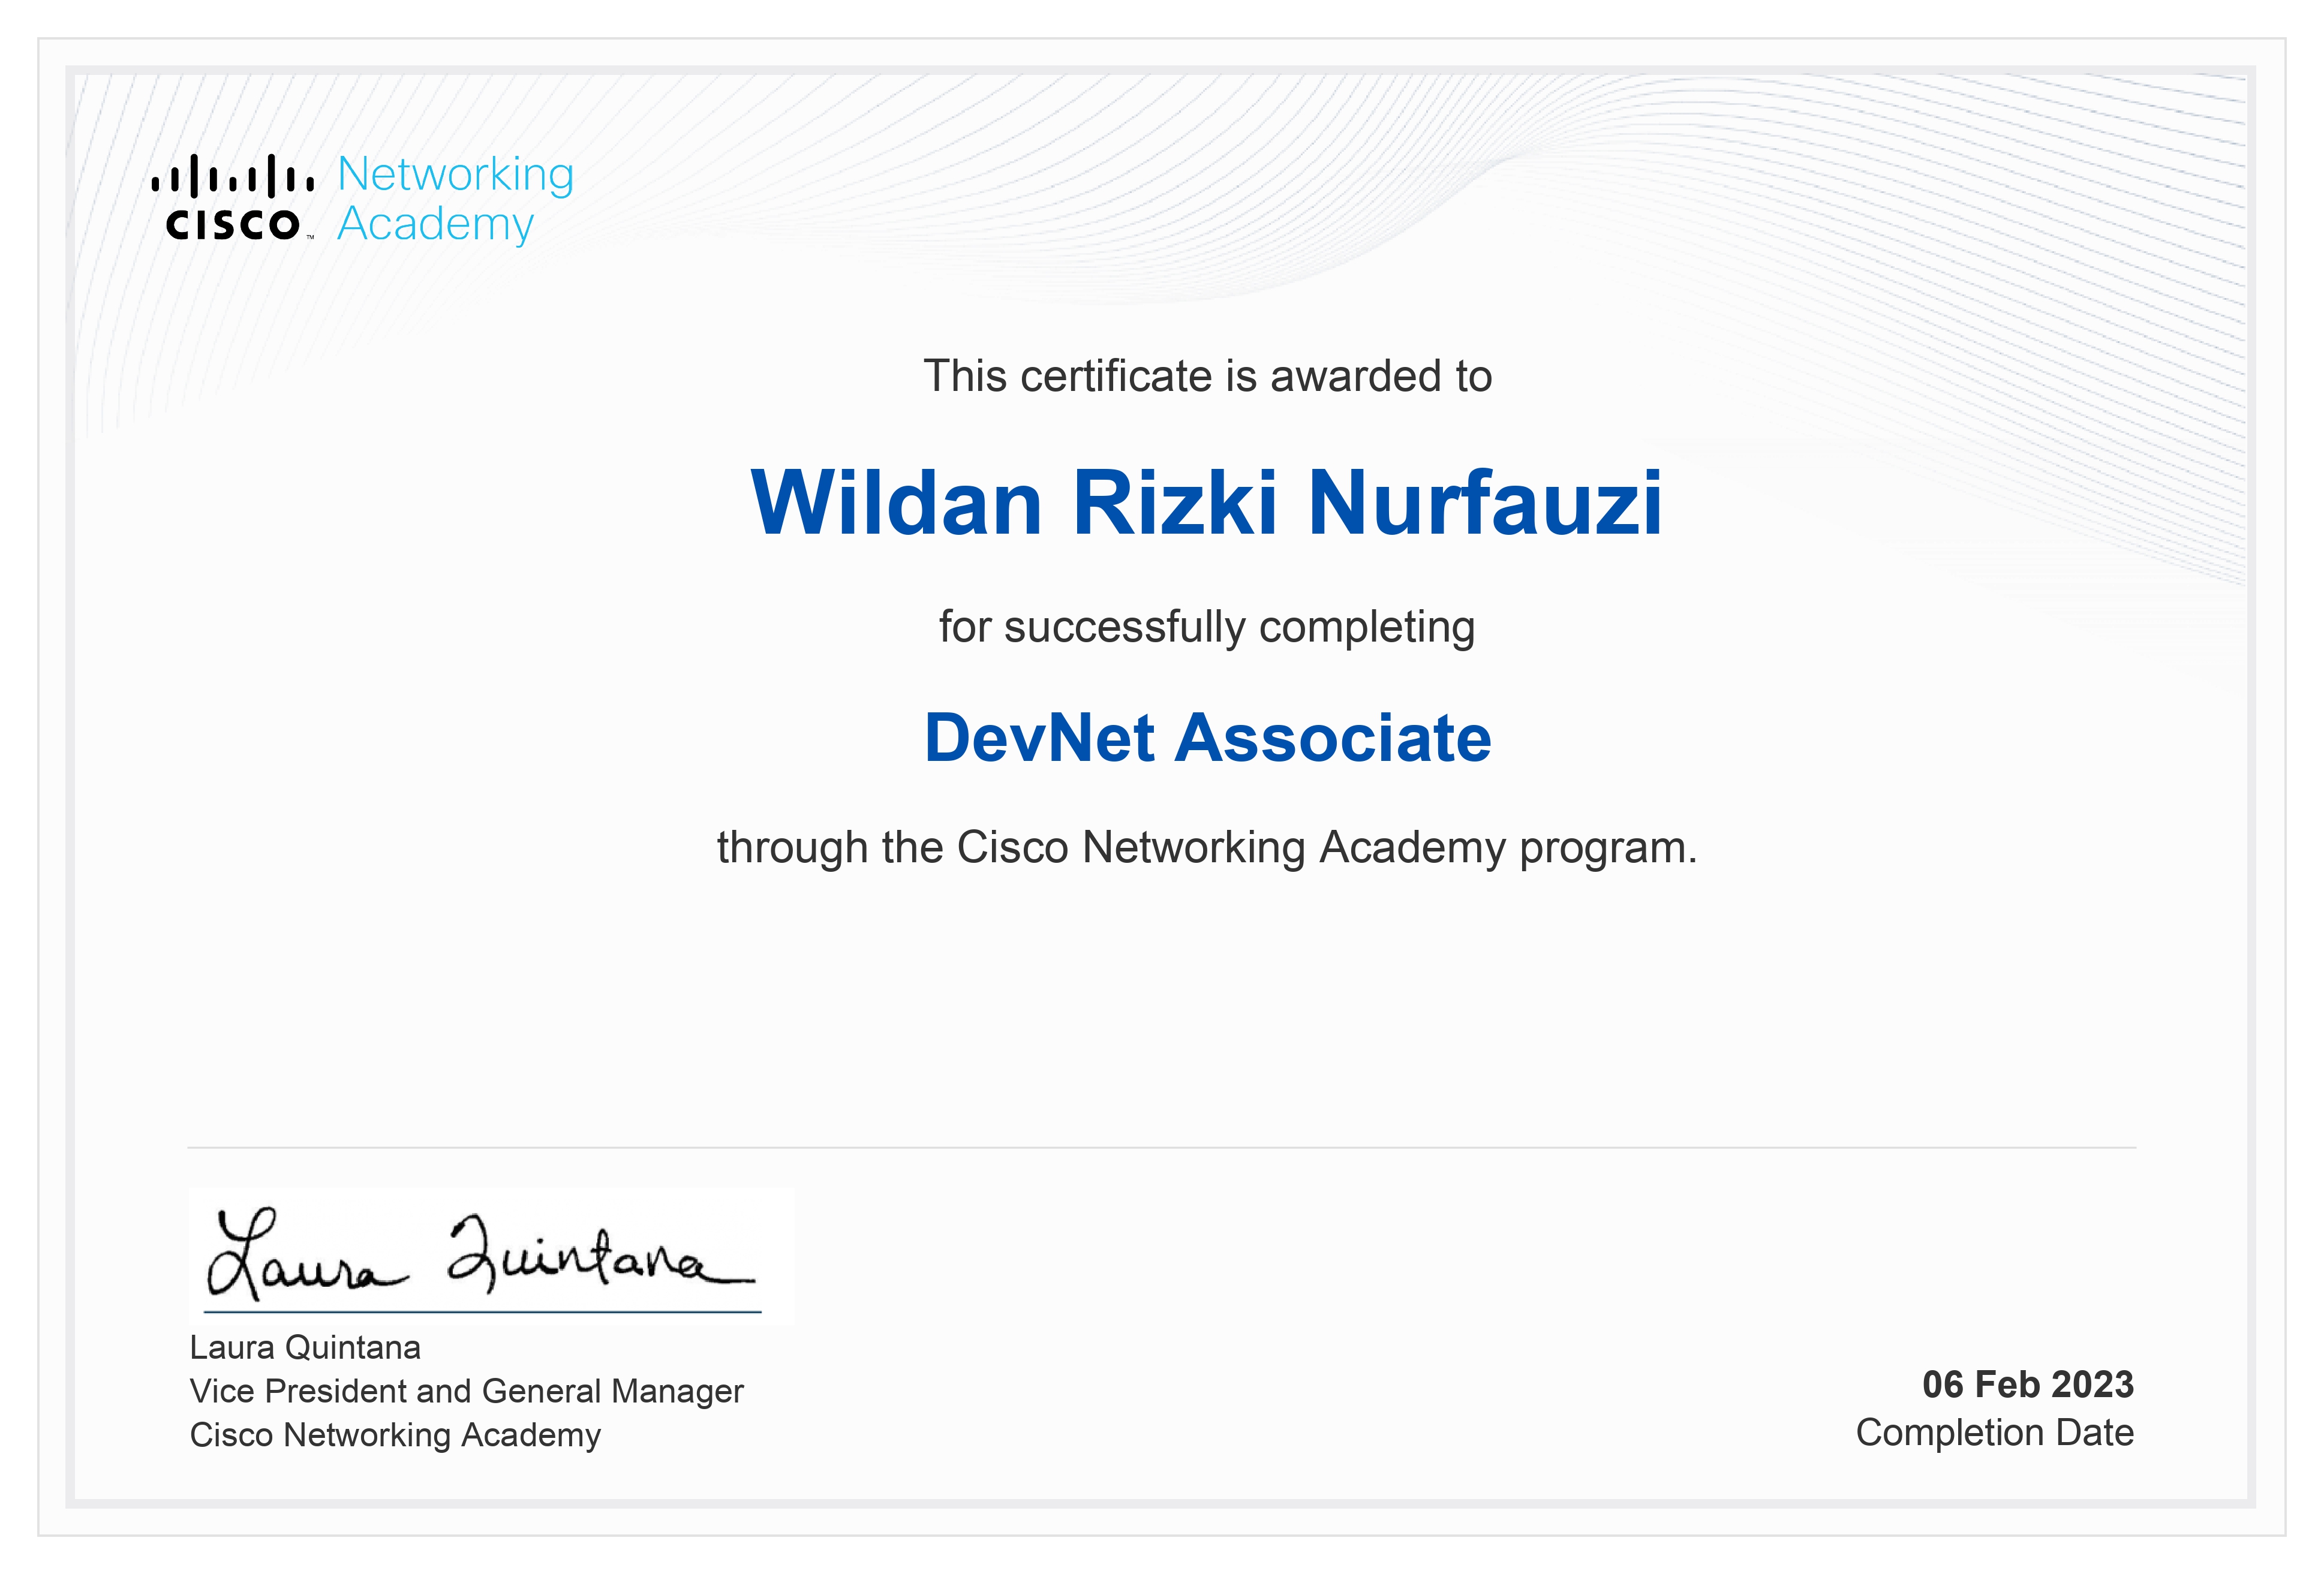 Networking
CISCO™ Academy
This certificate is awarded to
Wildan Rizki Nurfauzi
for successfully completing
DevNet Associate
through the Cisco Networking Academy program.
Laura Quintana
Laura Quintana
Vice President and General Manager
Cisco Networking Academy
06 Feb 2023
Completion Date